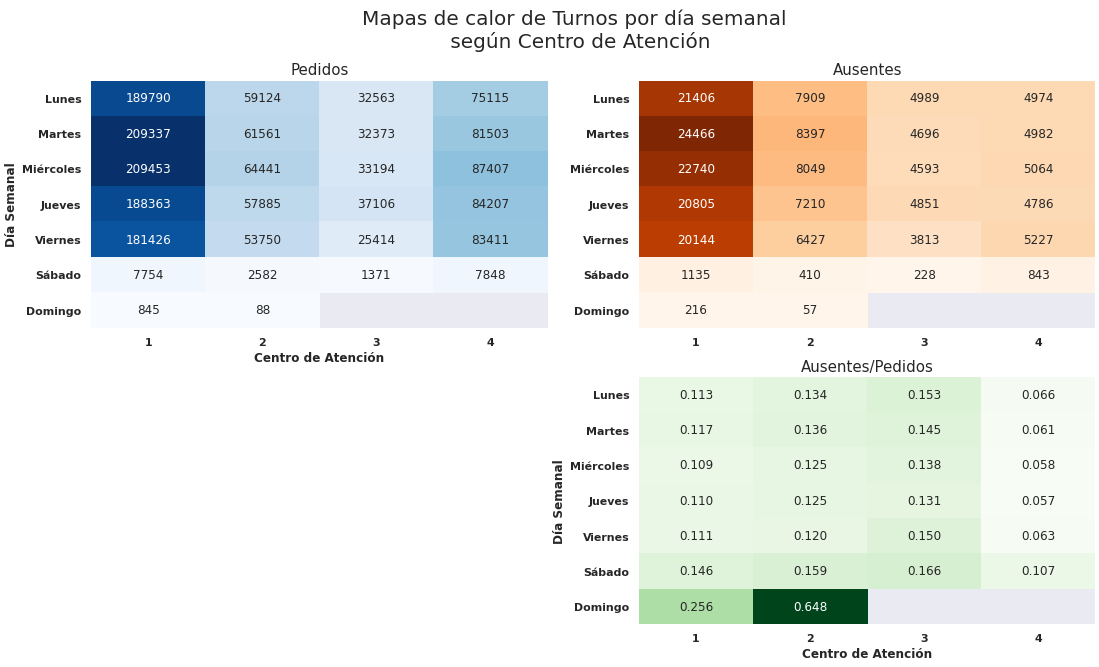 Mapas de calor de Turnos por día semanal
según Centro de Atención
Pedidos
Día Semanal
Lunes 189790 59124 32563 75115
Martes 209337 61561 32373 81503
Miércoles 209453 64441 33194 87407
Jueves 188363 57885 37106 84207
Viernes 181426 53750 25414 83411
Sábado 7754 2582 1371 7848
Domingo 845 88
1 2 3 4
Centro de Atención
Ausentes
Lunes 21406 7909 4989 4974
Martes 24466 8397 4696 4982
Miércoles 22740 8049 4593 5064
Jueves 20805 7210 4851 4786
Viernes 20144 6427 3813 5227
Sábado 1135 410 228 843
Domingo 216 57
1 2 3 4
Ausentes/Pedidos
Día Semanal
Lunes 0.113 0.134 0.153 0.066
Martes 0.117 0.136 0.145 0.061
Miércoles 0.109 0.125 0.138 0.058
Jueves 0.110 0.125 0.131 0.057
Viernes 0.111 0.120 0.150 0.063
Sábado 0.146 0.159 0.166 0.107
Domingo 0.256 0.648
1 2 3 4
Centro de Atención